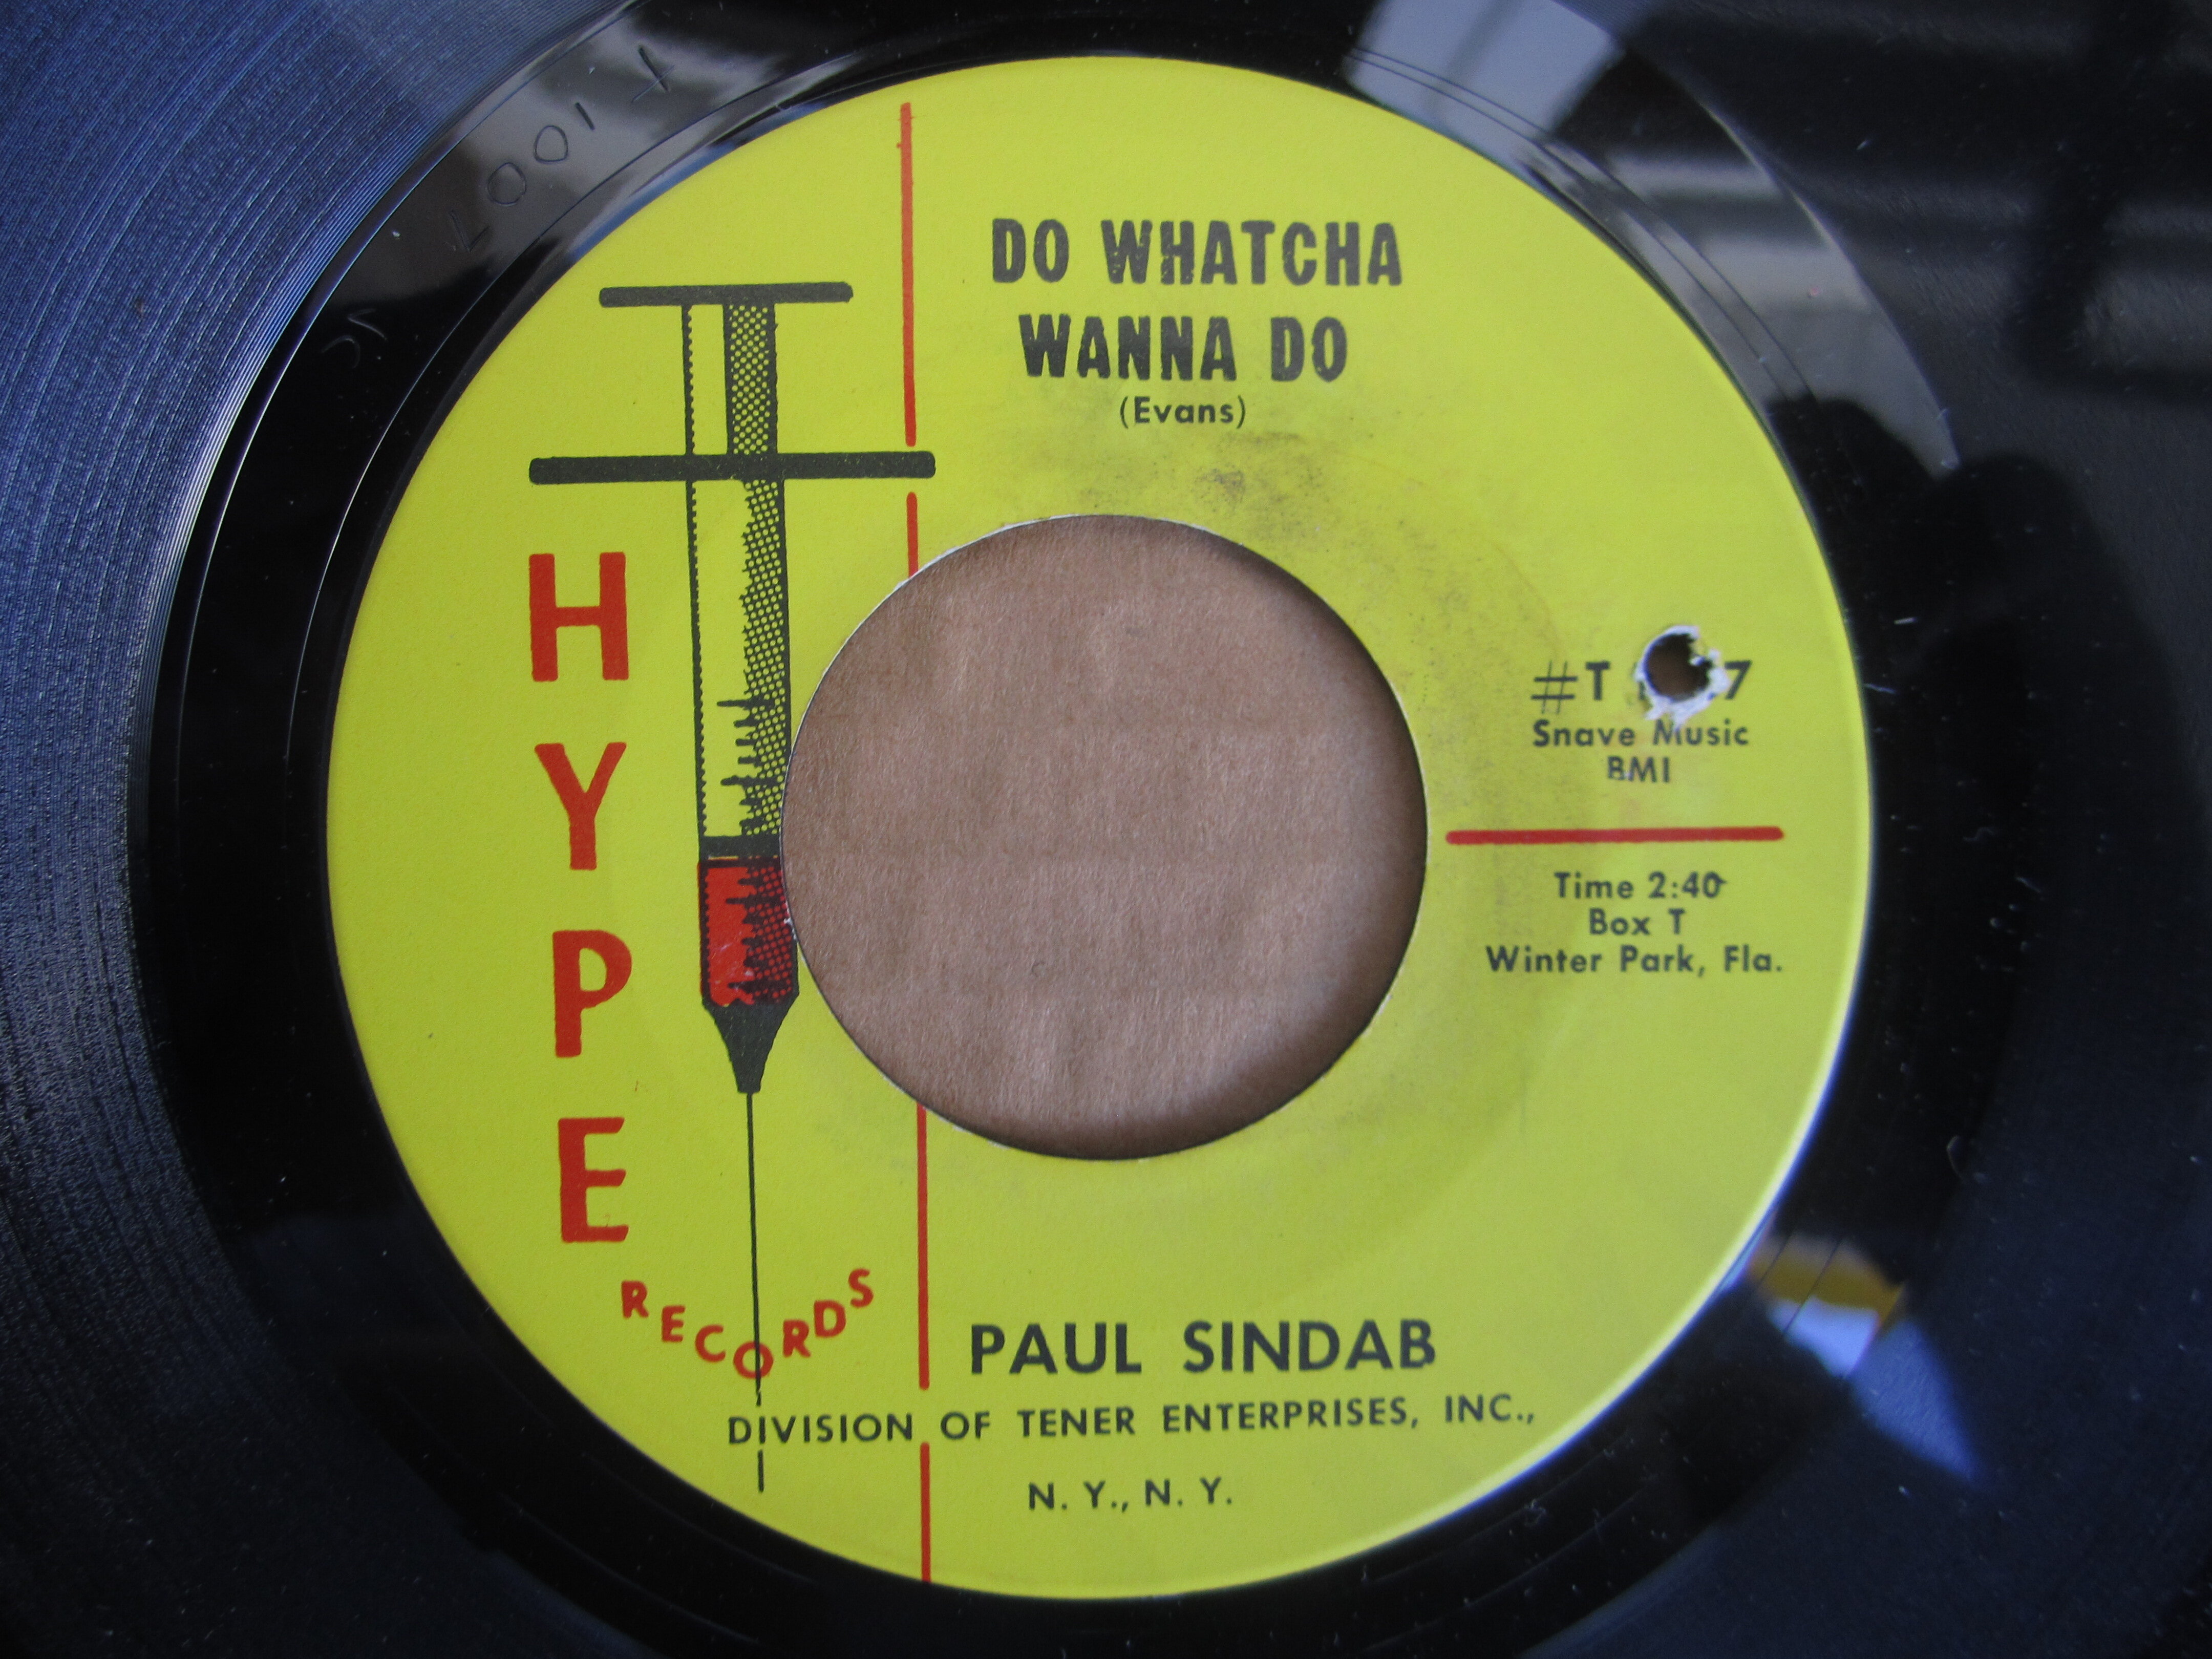 DO WHATCHA
WANNA DO
(Evans)
HYPE
RECORDS
#T 7
Snave Music
BMI
Time 2:40
Box T
Winter Park, Fla.
PAUL SINDAB
DIVISION OF TENER ENTERPRISES, INC.,
N. Y., N. Y.